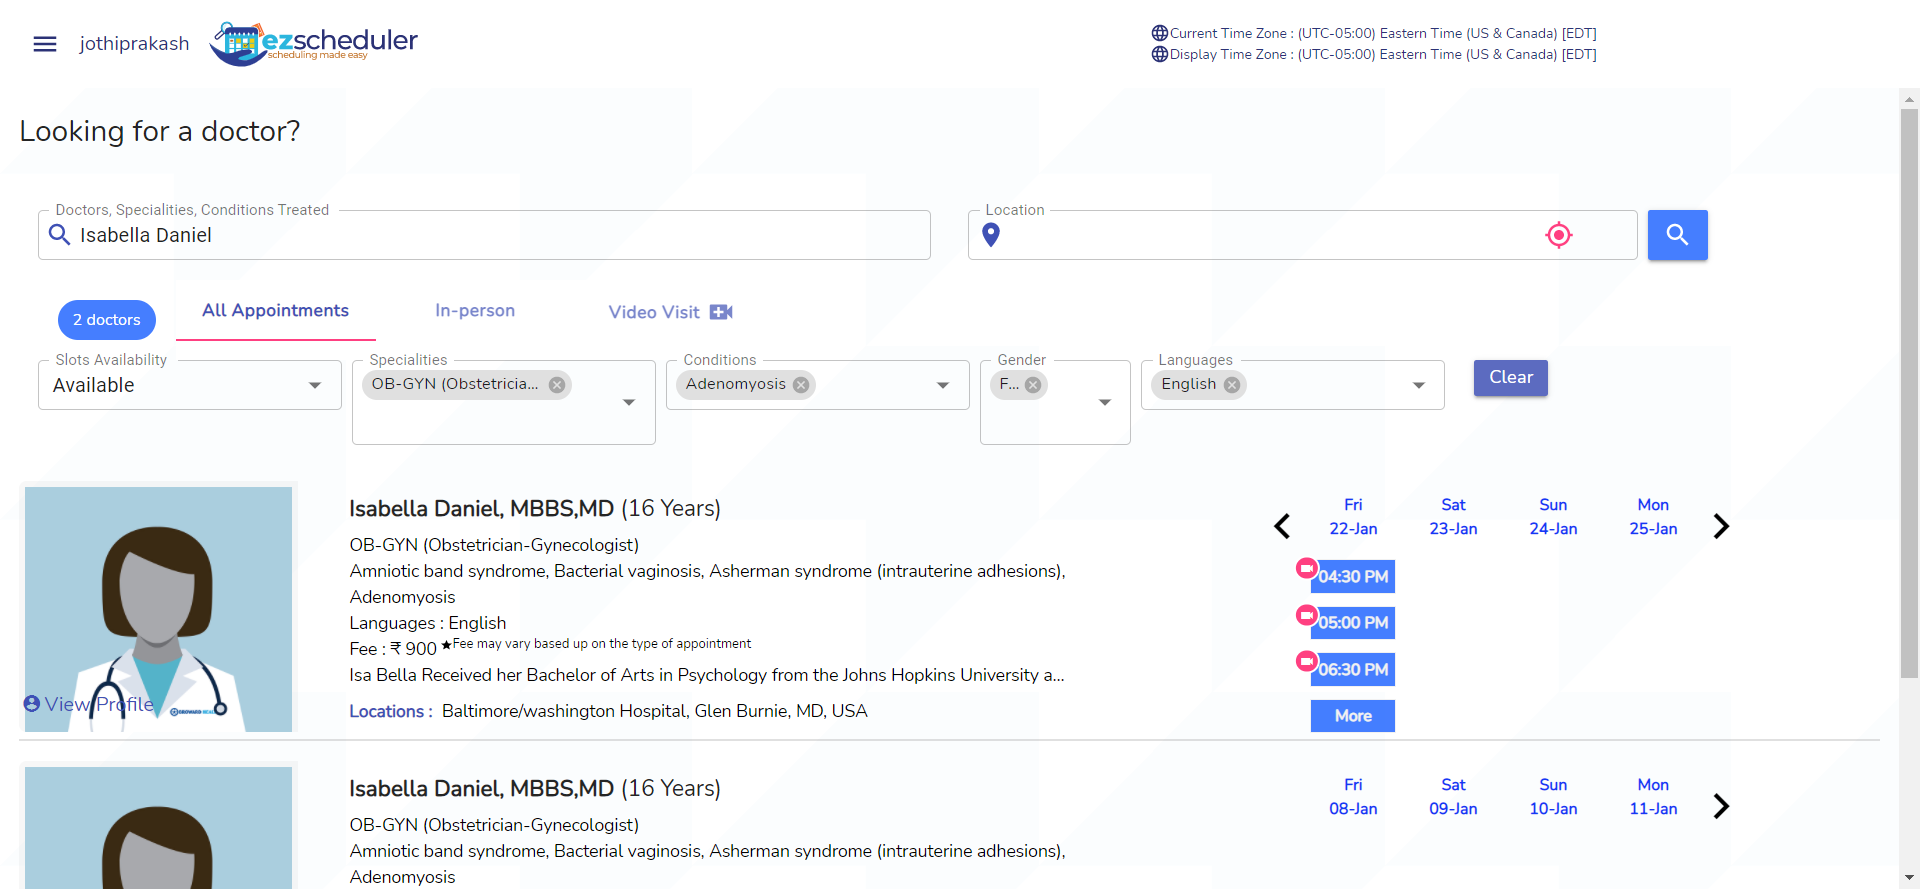 jothiprakash
ezscheduler
scheduling made easy
Current Time Zone : (UTC-05:00) Eastern Time (US & Canada) [EDT]
Display Time Zone : (UTC-05:00) Eastern Time (US & Canada) [EDT]
Looking for a doctor?
Doctors, Specialities, Conditions Treated
Isabella Daniel
Location
2 doctors
All Appointments
In-person
Video Visit
Slots Availability
Available
Specialities
OB-GYN (Obstetricia...
Conditions
Adenomyosis
Gender
F...
Languages
English
Clear
Isabella Daniel, MBBS,MD (16 Years)
OB-GYN (Obstetrician-Gynecologist)
Amniotic band syndrome, Bacterial vaginosis, Asherman syndrome (intrauterine adhesions),
Adenomyosis
Languages : English
Fee : ₹ 900 ★Fee may vary based up on the type of appointment
Isa Bella Received her Bachelor of Arts in Psychology from the Johns Hopkins University a...
Locations : Baltimore/washington Hospital, Glen Burnie, MD, USA
View Profile
BROWARD HEALTH
Fri
22-Jan
Sat
23-Jan
Sun
24-Jan
Mon
25-Jan
04:30 PM
05:00 PM
06:30 PM
More
Isabella Daniel, MBBS,MD (16 Years)
OB-GYN (Obstetrician-Gynecologist)
Amniotic band syndrome, Bacterial vaginosis, Asherman syndrome (intrauterine adhesions),
Adenomyosis
Fri
08-Jan
Sat
09-Jan
Sun
10-Jan
Mon
11-Jan